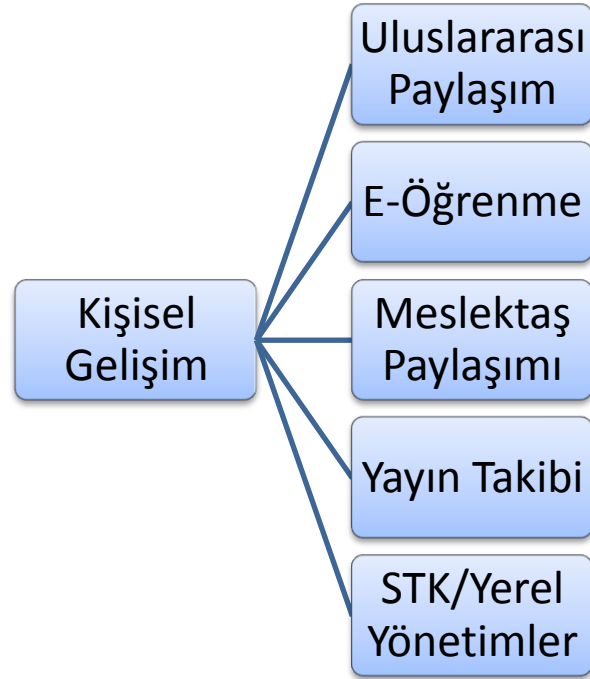 Uluslararası
Paylaşım
E-Öğrenme
Kişisel
Gelişim
Meslektaş
Paylaşımı
Yayın Takibi
STK/Yerel
Yönetimler